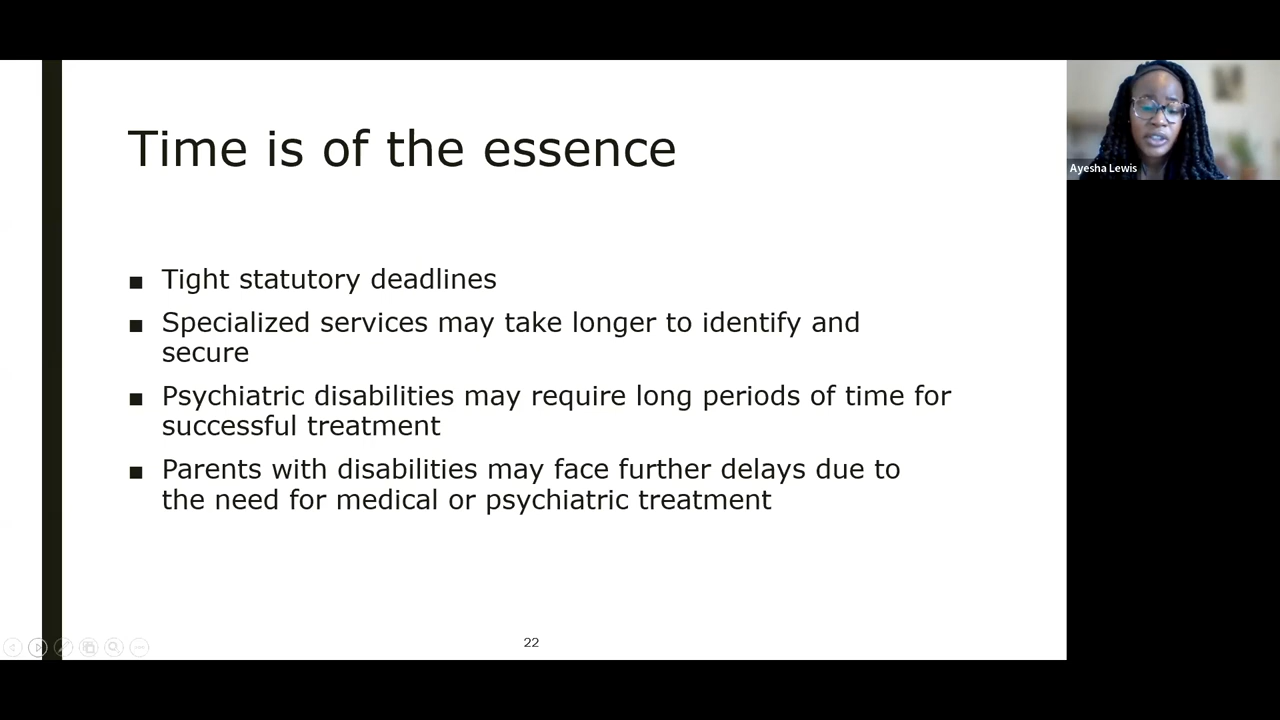 Time is of the essence
Ayesha Lewis
■ Tight statutory deadlines
■ Specialized services may take longer to identify and
secure
■ Psychiatric disabilities may require long periods of time for
successful treatment
■ Parents with disabilities may face further delays due to
the need for medical or psychiatric treatment
22